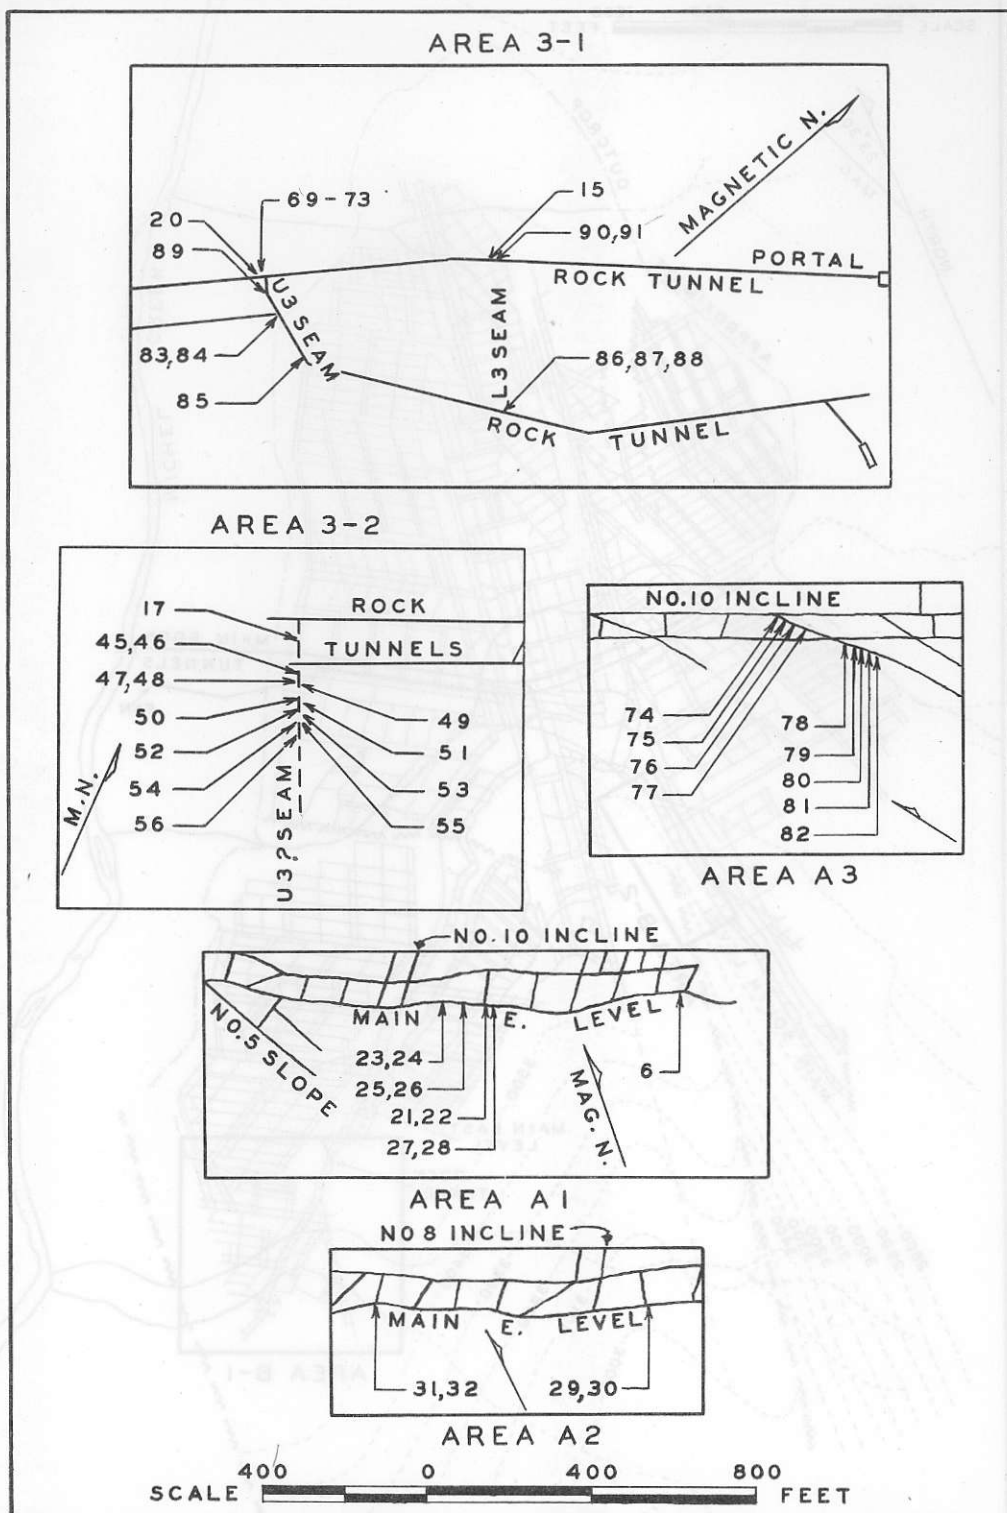 AREA 3-1
MAGNETIC N.
69-73
15
20
90,91
89
PORTAL
ROCK TUNNEL
U3 SEAM
L3 SEAM
83,84
86,87,88
85
ROCK TUNNEL
AREA 3-2
17
ROCK
45,46
TUNNELS
47,48
50
49
52
51
54
53
56
55
M.N.
U3?SEAM
NO.10 INCLINE
74
78
75
79
76
80
77
81
82
AREA A3
NO.10 INCLINE
MAIN E. LEVEL
NO.5 SLOPE
23,24
6
25,26
21,22
27,28
MAG. N.
AREA A1
NO 8 INCLINE
MAIN E. LEVEL
31,32
29,30
AREA A2
400 0 400 800
SCALE FEET